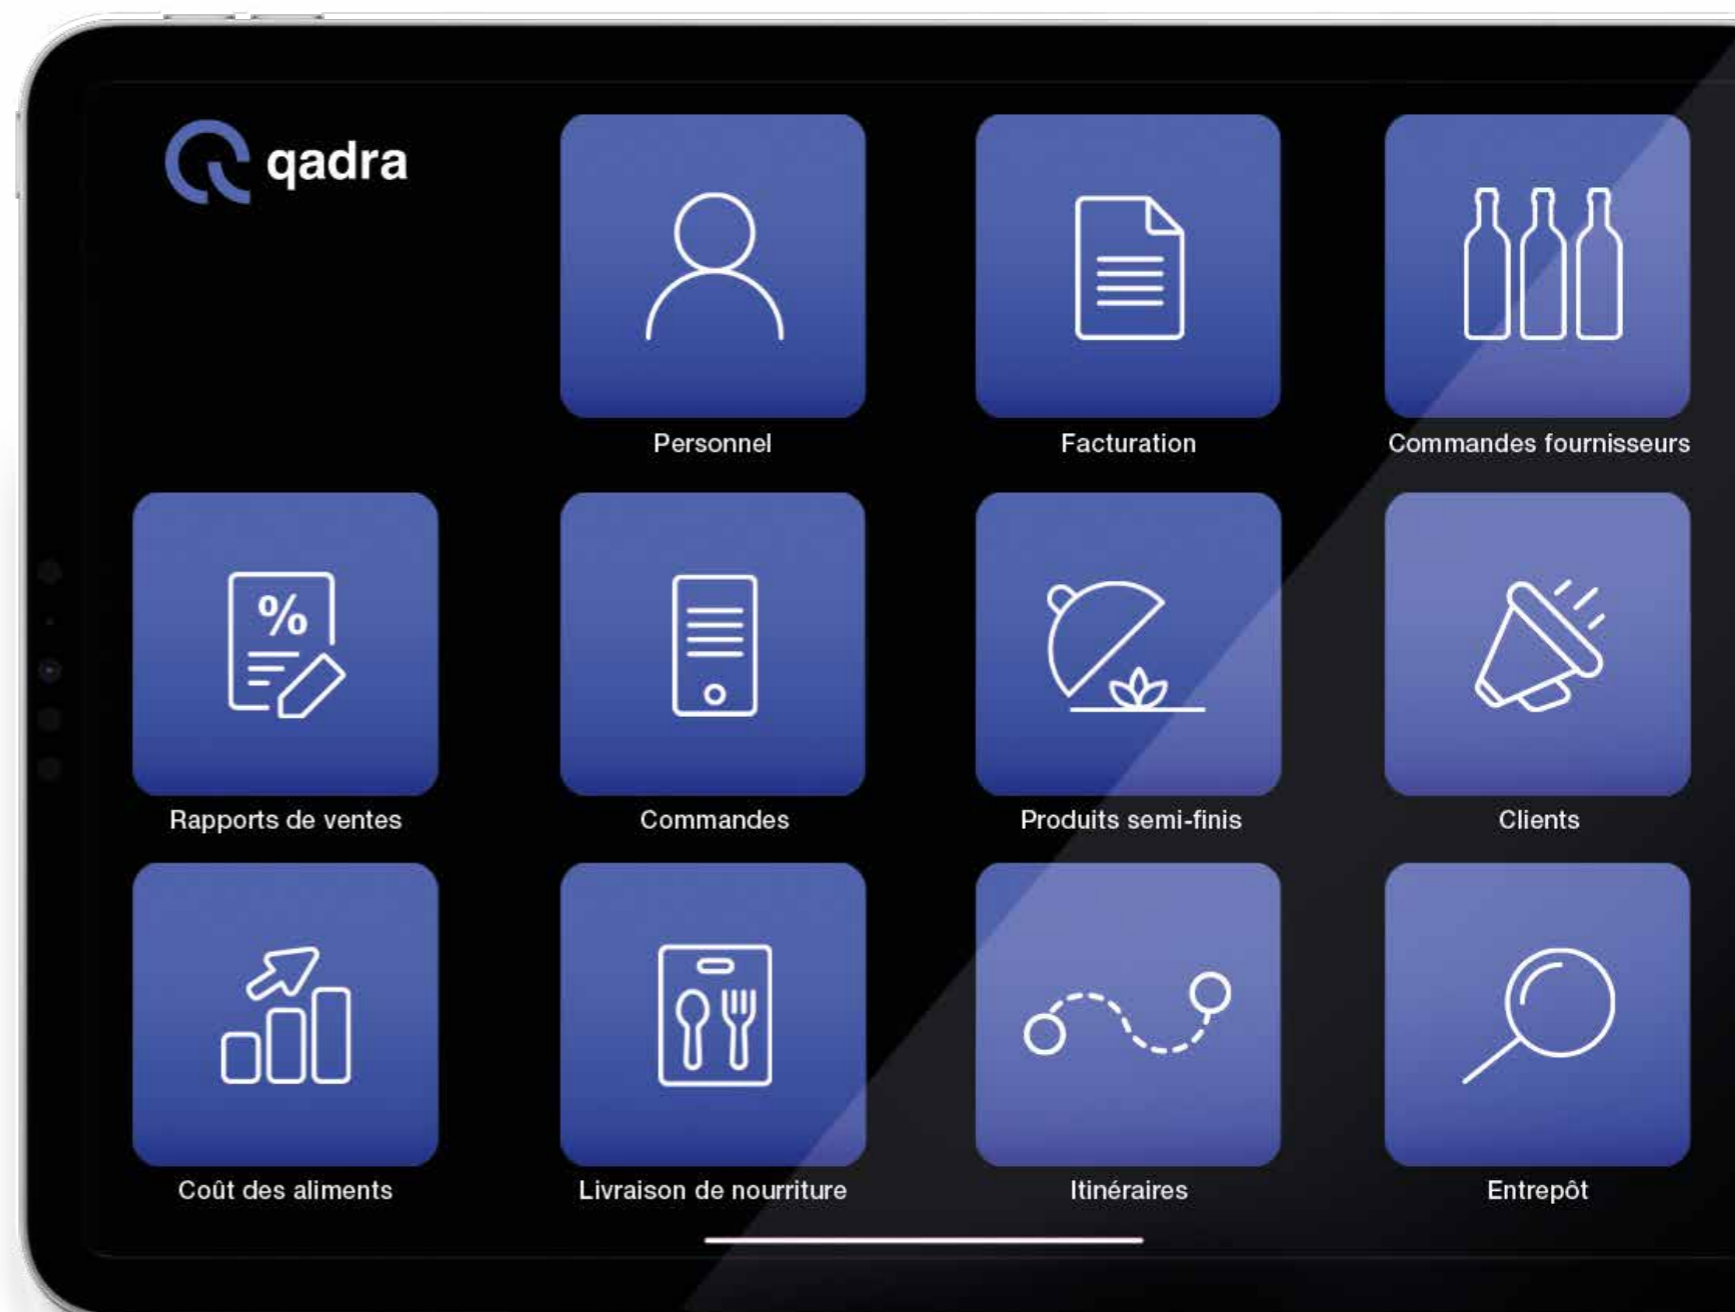 qadra
Personnel
Facturation
Commandes fournisseurs
%
Rapports de ventes
Commandes
Produits semi-finis
Clients
Coût des aliments
Livraison de nourriture
Itinéraires
Entrepôt